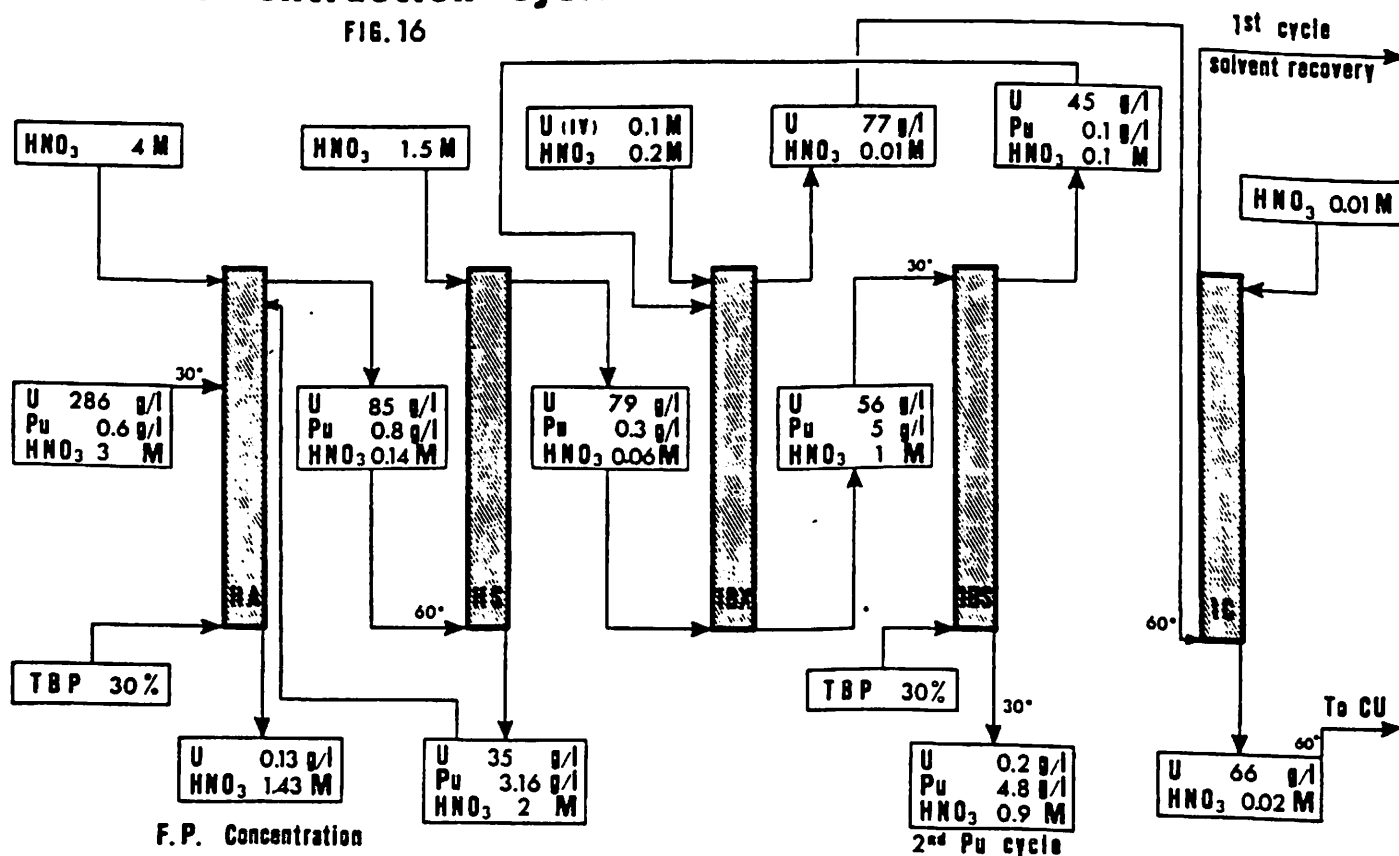 FIG. 16
1st cycle
solvent recovery
HNO3 4 M
HNO3 1.5 M
U (IV) 0.1 M
HNO3 0.2 M
U 77 g/l
HNO3 0.01 M
U 45 g/l
Pu 0.1 g/l
HNO3 0.1 M
HNO3 0.01 M
30°
30°
U 286 g/l
Pu 0.6 g/l
HNO3 3 M
U 85 g/l
Pu 0.8 g/l
HNO3 0.14 M
U 79 g/l
Pu 0.3 g/l
HNO3 0.06 M
U 56 g/l
Pu 5 g/l
HNO3 1 M
HA
60°
HS
1BX
1BS
60°
1C
TBP 30%
TBP 30%
30°
To CU
60°
U 0.13 g/l
HNO3 1.43 M
U 35 g/l
Pu 3.16 g/l
HNO3 2 M
U 0.2 g/l
Pu 4.8 g/l
HNO3 0.9 M
U 66 g/l
HNO3 0.02 M
F.P. Concentration
2nd Pu cycle